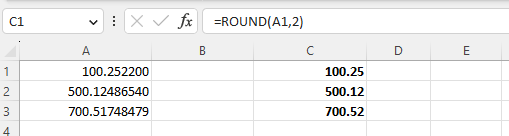 C1 fx =ROUND(A1,2)
A B C D E
1 100.252200 100.25
2 500.12486540 500.12
3 700.51748479 700.52
4